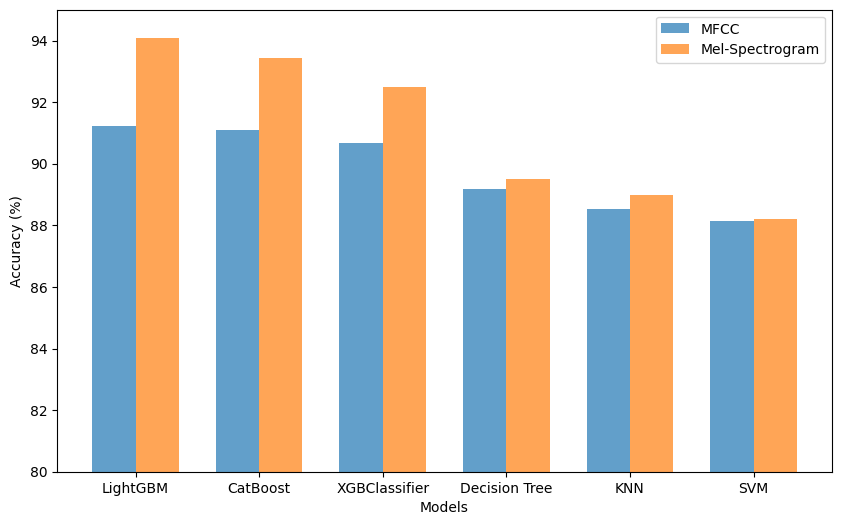 MFCC
Mel-Spectrogram
Accuracy (%)
94
92
90
88
86
84
82
80
LightGBM CatBoost XGBClassifier Decision Tree KNN SVM
Models